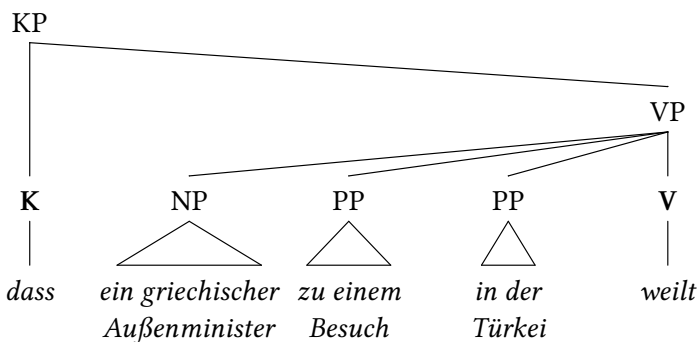 KP
VP
K NP PP PP V
dass ein griechischer zu einem in der weilt
Außenminister Besuch Türkei